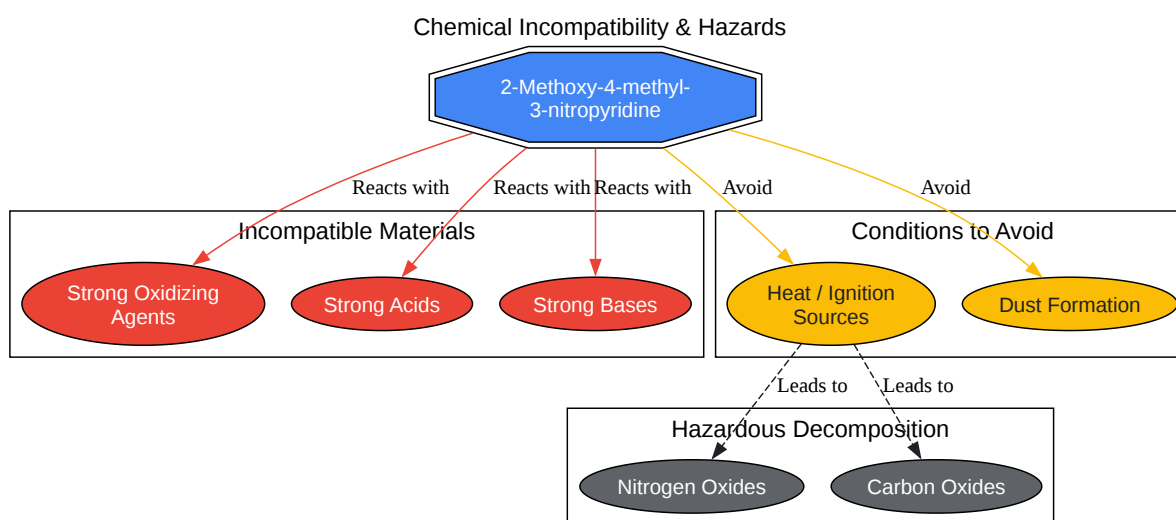 Chemical Incompatibility & Hazards
2-Methoxy-4-methyl-
3-nitropyridine
Reacts with
Reacts with
Reacts with
Avoid
Avoid
Incompatible Materials
Conditions to Avoid
Strong Oxidizing
Agents
Strong Acids
Strong Bases
Heat / Ignition
Sources
Dust Formation
Leads to
Leads to
Hazardous Decomposition
Nitrogen Oxides
Carbon Oxides